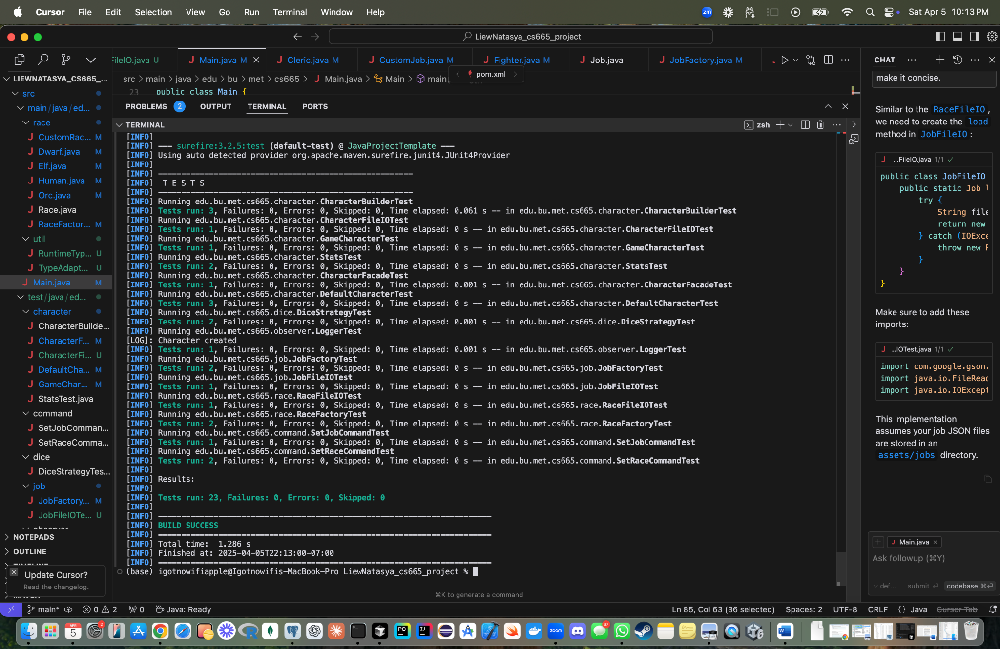 Cursor File Edit Selection View Go Run Terminal Window Help
zm
Sat Apr 5 10:13 PM
LiewNatasya_cs665_project
FileIO.java U
Main.java M
Cleric.java M
CustomJob.java M
Fighter.java M
Job.java
JobFactory.java M
CHAT
LIEWNATASYA_CS665_...
src > main > java > edu > bu > met > cs665 > Main.java > Main > main(
pom.xml
23 public class Main {
make it concise.
src
main/java/ed...
race
CustomRac... M
Dwarf.java M
Elf.java M
Human.java M
Orc.java M
Race.java
RaceFactor... M
util
RuntimeTyp... U
TypeAdapt... U
Main.java M
test/java/ed...
character
CharacterBuilde...
CharacterF... M
CharacterFi... U
DefaultCha... M
GameChar... M
StatsTest.java
command
SetJobComman...
SetRaceComma...
dice
DiceStrategyTes...
job
JobFactory... M
JobFileIOTe... U
observer
NOTEPADS
OUTLINE
TIMELINE
MAVEN
Update Cursor?
Read the changelog.
PROBLEMS 2 OUTPUT TERMINAL PORTS
TERMINAL
zsh
[INFO]
[INFO] --- surefire:3.2.5:test (default-test) @ JavaProjectTemplate ---
[INFO] Using auto detected provider org.apache.maven.surefire.junit4.JUnit4Provider
[INFO]
[INFO] -------------------------------------------------------
[INFO]  T E S T S
[INFO] -------------------------------------------------------
[INFO] Running edu.bu.met.cs665.character.CharacterBuilderTest
[INFO] Tests run: 3, Failures: 0, Errors: 0, Skipped: 0, Time elapsed: 0.061 s -- in edu.bu.met.cs665.character.CharacterBuilderTest
[INFO] Running edu.bu.met.cs665.character.CharacterFileIOTest
[INFO] Tests run: 1, Failures: 0, Errors: 0, Skipped: 0, Time elapsed: 0 s -- in edu.bu.met.cs665.character.CharacterFileIOTest
[INFO] Running edu.bu.met.cs665.character.GameCharacterTest
[INFO] Tests run: 1, Failures: 0, Errors: 0, Skipped: 0, Time elapsed: 0 s -- in edu.bu.met.cs665.character.GameCharacterTest
[INFO] Running edu.bu.met.cs665.character.StatsTest
[INFO] Tests run: 2, Failures: 0, Errors: 0, Skipped: 0, Time elapsed: 0 s -- in edu.bu.met.cs665.character.StatsTest
[INFO] Running edu.bu.met.cs665.character.CharacterFacadeTest
[INFO] Tests run: 1, Failures: 0, Errors: 0, Skipped: 0, Time elapsed: 0.001 s -- in edu.bu.met.cs665.character.CharacterFacadeTest
[INFO] Running edu.bu.met.cs665.character.DefaultCharacterTest
[INFO] Tests run: 3, Failures: 0, Errors: 0, Skipped: 0, Time elapsed: 0 s -- in edu.bu.met.cs665.character.DefaultCharacterTest
[INFO] Running edu.bu.met.cs665.dice.DiceStrategyTest
[INFO] Tests run: 2, Failures: 0, Errors: 0, Skipped: 0, Time elapsed: 0.001 s -- in edu.bu.met.cs665.dice.DiceStrategyTest
[INFO] Running edu.bu.met.cs665.observer.LoggerTest
[LOG]: Character created
[INFO] Tests run: 1, Failures: 0, Errors: 0, Skipped: 0, Time elapsed: 0.001 s -- in edu.bu.met.cs665.observer.LoggerTest
[INFO] Running edu.bu.met.cs665.job.JobFactoryTest
[INFO] Tests run: 2, Failures: 0, Errors: 0, Skipped: 0, Time elapsed: 0 s -- in edu.bu.met.cs665.job.JobFactoryTest
[INFO] Running edu.bu.met.cs665.job.JobFileIOTest
[INFO] Tests run: 1, Failures: 0, Errors: 0, Skipped: 0, Time elapsed: 0 s -- in edu.bu.met.cs665.job.JobFileIOTest
[INFO] Running edu.bu.met.cs665.race.RaceFileIOTest
[INFO] Tests run: 1, Failures: 0, Errors: 0, Skipped: 0, Time elapsed: 0 s -- in edu.bu.met.cs665.race.RaceFileIOTest
[INFO] Running edu.bu.met.cs665.race.RaceFactoryTest
[INFO] Tests run: 2, Failures: 0, Errors: 0, Skipped: 0, Time elapsed: 0 s -- in edu.bu.met.cs665.race.RaceFactoryTest
[INFO] Running edu.bu.met.cs665.command.SetJobCommandTest
[INFO] Tests run: 1, Failures: 0, Errors: 0, Skipped: 0, Time elapsed: 0 s -- in edu.bu.met.cs665.command.SetJobCommandTest
[INFO] Running edu.bu.met.cs665.command.SetRaceCommandTest
[INFO] Tests run: 2, Failures: 0, Errors: 0, Skipped: 0, Time elapsed: 0 s -- in edu.bu.met.cs665.command.SetRaceCommandTest
[INFO]
[INFO] Results:
[INFO]
[INFO] Tests run: 23, Failures: 0, Errors: 0, Skipped: 0
[INFO]
[INFO] ------------------------------------------------------------------------
[INFO] BUILD SUCCESS
[INFO] ------------------------------------------------------------------------
[INFO] Total time:  1.286 s
[INFO] Finished at: 2025-04-05T22:13:00-07:00
[INFO] ------------------------------------------------------------------------
(base) igotnowifiapple@Igotnowifis-MacBook-Pro LiewNatasya_cs665_project %
⌘K to generate a command
Similar to the RaceFileIO,
we need to create the load
method in JobFileIO:
...FileIO.java 1/1 ✓
public class JobFileIO
public static Job l
try {
String file
return new
} catch (IOExce
throw new R
}
}
}
Make sure to add these
imports:
...IOTest.java 1/1 ✓
import com.google.gson.
import java.io.FileRead
import java.io.IOExcept
This implementation
assumes your job JSON files
are stored in an
assets/jobs directory.
Main.java ×
Ask followup (⌘Y)
def... submit ⏎ codebase ⌘⏎
main* 0 2 0 Java: Ready
Ln 85, Col 63 (36 selected) Spaces: 2 UTF-8 CRLF {} Java Cursor Tab
APR
5
2
PC
IJ
zoom
67
W